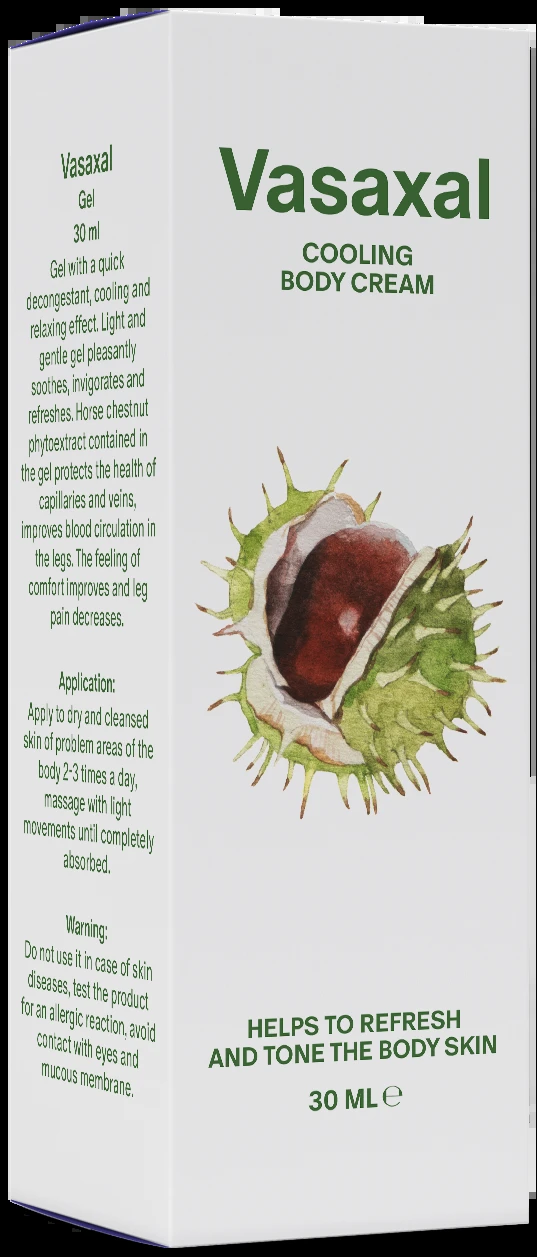 Vasaxal
Gel
30 ml
Gel with a quick
decongestant, cooling and
relaxing effect. Light and
gentle gel pleasantly
soothes, invigorates and
refreshes. Horse chestnut
phytoextract contained in
the gel protects the health of
capillaries and veins,
improves blood circulation in
the legs. The feeling of
comfort improves and leg
pain decreases.
Application:
Apply to dry and cleansed
skin of problem areas of the
body 2-3 times a day,
massage with light
movements until completely
absorbed.
Warning:
Do not use it in case of skin
diseases, test the product
for an allergic reaction, avoid
contact with eyes and
mucous membrane.
Vasaxal
COOLING
BODY CREAM
HELPS TO REFRESH
AND TONE THE BODY SKIN
30 ML ℮